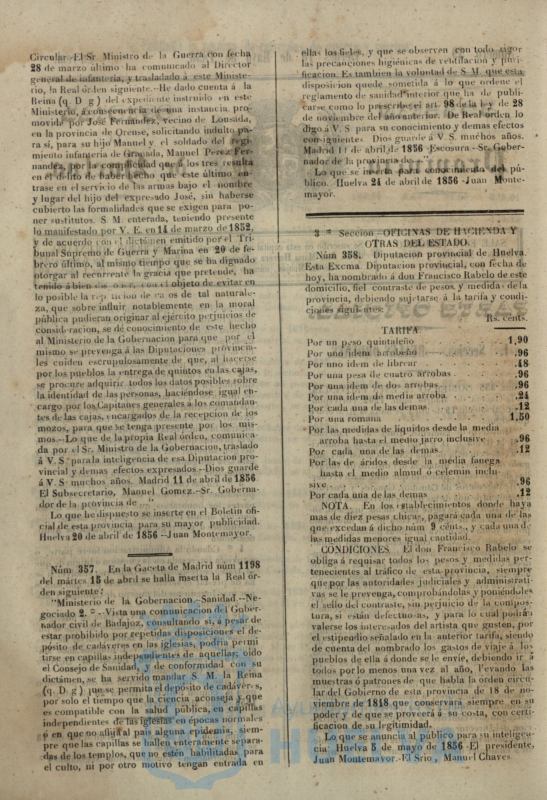 Circular.-El Sr. Ministro de la Guerra con fecha
28 de marzo último ha comunicado al Director
general de infantería, y trasladado á este Ministe-
rio, la Real órden siguiente.-He dado cuenta á la
Reina (q. D. g.) del expediente instruido en este
Ministerio, á consecuencia de una instancia pro-
movida por José Fernandez, vecino de Lousada,
en la provincia de Orense, solicitando indulto pa-
ra sí, para su hijo Manuel y el soldado del regi-
miento infantería de Granada, Manuel Perez Fer-
nandez, por la complicidad que á los tres resulta
en el delito de haber hecho que este último en-
trase en el servicio de las armas bajo el nombre
y lugar del hijo del expresado José, sin haberse
cubierto las formalidades que se exigen para po-
ner sustitutos. S. M. enterada, teniendo presente
lo manifestado por V. E. en 14 de marzo de 1852,
y de acuerdo con el dictámen emitido por el Tri-
bunal Supremo de Guerra y Marina en 20 de fe-
brero último, al mismo tiempo que se ha dignado
otorgar al recurrente la gracia que pretende, ha
tenido á bien con el objeto de evitar en
lo posible la repeticion de casos de tal naturale-
za, que sobre influir notablemente en la moral
pública pudieran originar al ejército perjuicios de
consideracion, se dé conocimiento de este hecho
al Ministerio de la Gobernacion para que por el
mismo se prevenga á las Diputaciones provincia-
les cuiden escrupulosamente de que, al hacerse
por los pueblos la entrega de quintos en las cajas,
se procure adquirir todos los datos posibles sobre
la identidad de las personas, haciéndose igual en-
cargo por los Capitanes generales á los comandan-
tes de las cajas, encargados de la recepcion de los
mozos, para que se tenga presente por los mis-
mos.-Lo que de la propia Real órden, comunica-
da por el Sr. Ministro de la Gobernacion, traslado
á V. S. para la inteligencia de esa Diputacion pro-
vincial y demas efectos expresados.-Dios guarde
á V. S. muchos años. Madrid 11 de abril de 1856
El Subsecretario, Manuel Gomez.-Sr. Goberna-
dor de la provincia de .."
Lo que he dispuesto se inserte en el Boletin ofi-
cial de esta provincia para su mayor publicidad.
Huelva 20 de abril de 1856 -Juan Montemayor.
Núm 357. En la Gaceta de Madrid núm 1198
del mártes 15 de abril se halla inserta la Real ór-
den siguiente:
"Ministerio de la Gobernacion.-Sanidad.-Ne-
gociado 2.º-Vista una comunicacion del Gober-
nador civil de Badajoz, consultando si, á pesar de
estar prohibido por repetidas disposiciones el de-
pósito de cadáveres en las iglesias, podria permi-
tirse en capillas independientes de aquellas; oido
el Consejo de Sanidad, y de conformidad con su
dictámen, se ha servido mandar S. M. la Reina
(q. D. g.) que se permita el depósito de cadáveres,
por solo el tiempo que la ciencia aconseja y que
es compatible con la salud pública, en capillas
independientes de las iglesias en épocas normales
ó en que no aflija al pais alguna epidemia, siem-
pre que las capillas se hallen enteramente separa-
das de los templos, que no estén habilitadas para
el culto, ni por otro motivo tengan entrada en
ellas los fieles, y que se observen con todo rigor
las precauciones higiénicas de ventilacion y puri-
ficacion. Es tambien la voluntad de S. M. que esta
disposicion quede sometida á lo que ordene el
reglamento de sanidad interior que ha de publi-
carse como lo prescribe el art. 98 de la ley de 28
de noviembre del año anterior. De Real orden lo
digo á V. S. para su conocimiento y demas efectos
consiguientes. Dios guarde á V. S. muchos años.
Madrid 11 de abril de 1856 -Escosura -Sr. Gober-
nador de la provincia de
Lo que se inserta para conocimiento del pú-
blico. Huelva 24 de abril de 1856 -Juan Monte-
mayor.
3.ª Seccion.-OFICINAS DE HACIENDA Y
OTRAS DEL ESTADO.
Núm 358. Diputacion provincial de Huelva.
Esta Excma. Diputacion provincial, con fecha de
hoy, ha nombrado á don Francisco Rabelo de este
domicilio, fiel contraste de pesos y medidas de la
provincia, debiendo sujetarse á la tarifa y condi-
ciones siguientes:
Rs. cents.
TARIFA
Por un peso quintaleño 1,90
Por uno idem arrobeño .96
Por uno idem de librear .48
Por una pesa de cuatro arrobas .96
Por una idem de dos arrobas .96
Por una idem de media arroba .24
Por cada una de las demas .12
Por una romana 1,50
Por las medidas de líquidos desde la media
arroba hasta el medio jarro inclusive .96
Por cada una de las demas .12
Por las de áridos desde la media fanega
hasta el medio almud ó celemin inclu-
sive .96
Por cada una de las demas .12
NOTA. En los establecimientos donde haya
mas de diez pesas chicas, pagará cada una de las
que excedan á dicho núm 9 cénts., y cada una de
las medidas menores igual cantidad.
CONDICIONES. El don Francisco Rabelo se
obliga á requisar todos los pesos y medidas per-
tenecientes al tráfico de esta provincia, siempre
que por las autoridades judiciales y administrati-
vas se le prevenga, comprobándolas y poniéndoles
el sello del contraste, sin perjuicio de la compos-
tura, si están defectuosas, y para lo cual podrán
valerse los interesados del artista que gusten, por
el estipendio señalado en la anterior tarifa, siendo
de cuenta del nombrado los gastos de viaje á los
pueblos de ella á donde se le envie, debiendo ir á
todos por lo menos una vez al año, llevando las
muestras ó patrones de que habla la órden circu-
lar del Gobierno de esta provincia de 18 de no-
viembre de 1848 que conservará siempre en su
poder y de que se proveerá á su costa, con certi-
ficacion de su legitimidad.
Lo que se anuncia al público para su inteligen-
cia. Huelva 5 de mayo de 1856 -El presidente,
Juan Montemayor.-El Srio, Manuel Chaves